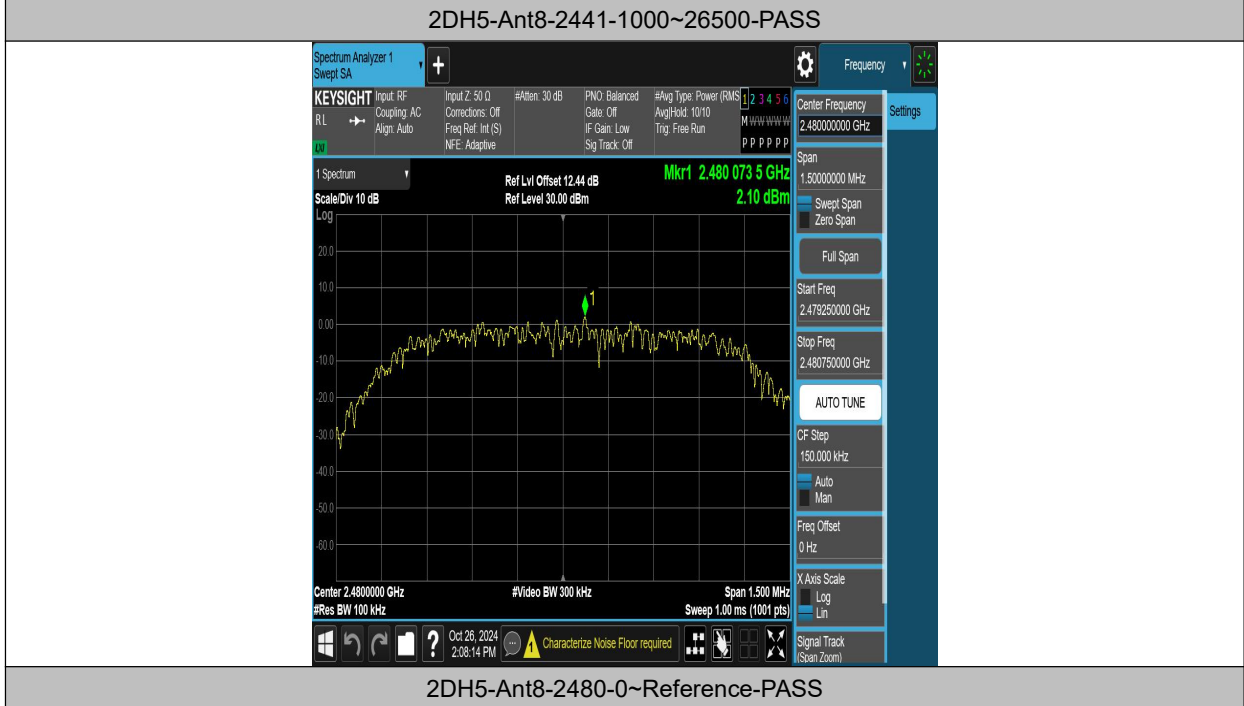 2DH5-Ant8-2441-1000~26500-PASS
Spectrum Analyzer 1
Swept SA
Frequency
KEYSIGHT
RL
LXI
Input: RF
Coupling: AC
Align: Auto
Input Z: 50 Ω
Corrections: Off
Freq Ref: Int (S)
NFE: Adaptive
#Atten: 30 dB
PNO: Balanced
Gate: Off
IF Gain: Low
Sig Track: Off
#Avg Type: Power (RMS
Avg|Hold: 10/10
Trig: Free Run
1 2 3 4 5 6
M W W W W W
P P P P P P
1 Spectrum
Scale/Div 10 dB
Ref Lvl Offset 12.44 dB
Ref Level 30.00 dBm
Mkr1 2.480 073 5 GHz
2.10 dBm
Log
20.0
10.0
0.00
-10.0
-20.0
-30.0
-40.0
-50.0
-60.0
1
Center 2.4800000 GHz
#Res BW 100 kHz
#Video BW 300 kHz
Span 1.500 MHz
Sweep 1.00 ms (1001 pts)
Oct 26, 2024
2:08:14 PM
Characterize Noise Floor required
Center Frequency
2.480000000 GHz
Settings
Span
1.50000000 MHz
Swept Span
Zero Span
Full Span
Start Freq
2.479250000 GHz
Stop Freq
2.480750000 GHz
AUTO TUNE
CF Step
150.000 kHz
Auto
Man
Freq Offset
0 Hz
X Axis Scale
Log
Lin
Signal Track
(Span Zoom)
2DH5-Ant8-2480-0~Reference-PASS